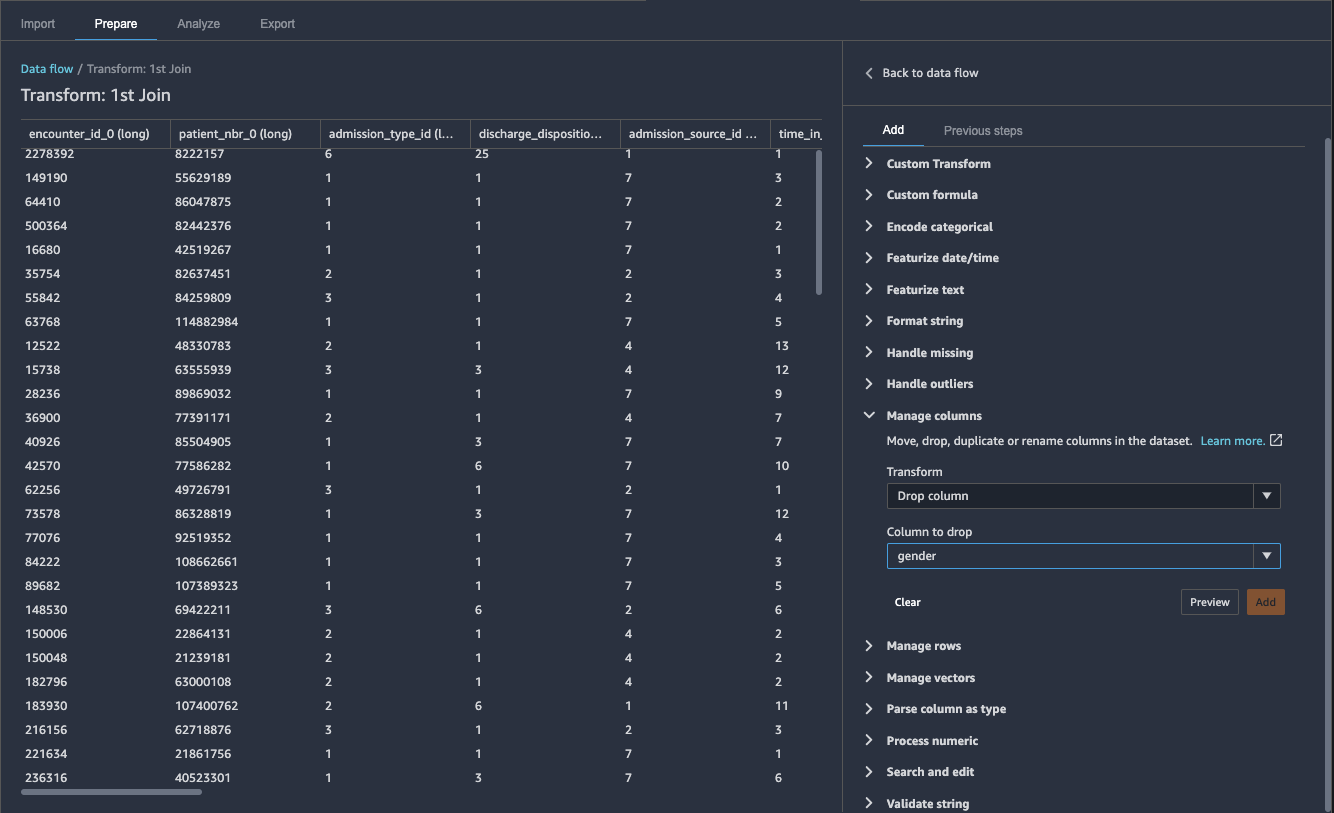 Import Prepare Analyze Export
Data flow / Transform: 1st Join
Transform: 1st Join
encounter_id_0 (long) patient_nbr_0 (long) admission_type_id (l... discharge_dispositio... admission_source_id ... time_in_
2278392 8222157 6 25 1 1
149190 55629189 1 1 7 3
64410 86047875 1 1 7 2
500364 82442376 1 1 7 2
16680 42519267 1 1 7 1
35754 82637451 2 1 2 3
55842 84259809 3 1 2 4
63768 114882984 1 1 7 5
12522 48330783 2 1 4 13
15738 63555939 3 3 4 12
28236 89869032 1 1 7 9
36900 77391171 2 1 4 7
40926 85504905 1 3 7 7
42570 77586282 1 6 7 10
62256 49726791 3 1 2 1
73578 86328819 1 3 7 12
77076 92519352 1 1 7 4
84222 108662661 1 1 7 3
89682 107389323 1 1 7 5
148530 69422211 3 6 2 6
150006 22864131 2 1 4 2
150048 21239181 2 1 4 2
182796 63000108 2 1 4 2
183930 107400762 2 6 1 11
216156 62718876 3 1 2 3
221634 21861756 1 1 7 1
236316 40523301 1 3 7 6
Back to data flow
Add Previous steps
Custom Transform
Custom formula
Encode categorical
Featurize date/time
Featurize text
Format string
Handle missing
Handle outliers
Manage columns
Move, drop, duplicate or rename columns in the dataset. Learn more.
Transform
Drop column
Column to drop
gender
Clear Preview Add
Manage rows
Manage vectors
Parse column as type
Process numeric
Search and edit
Validate string